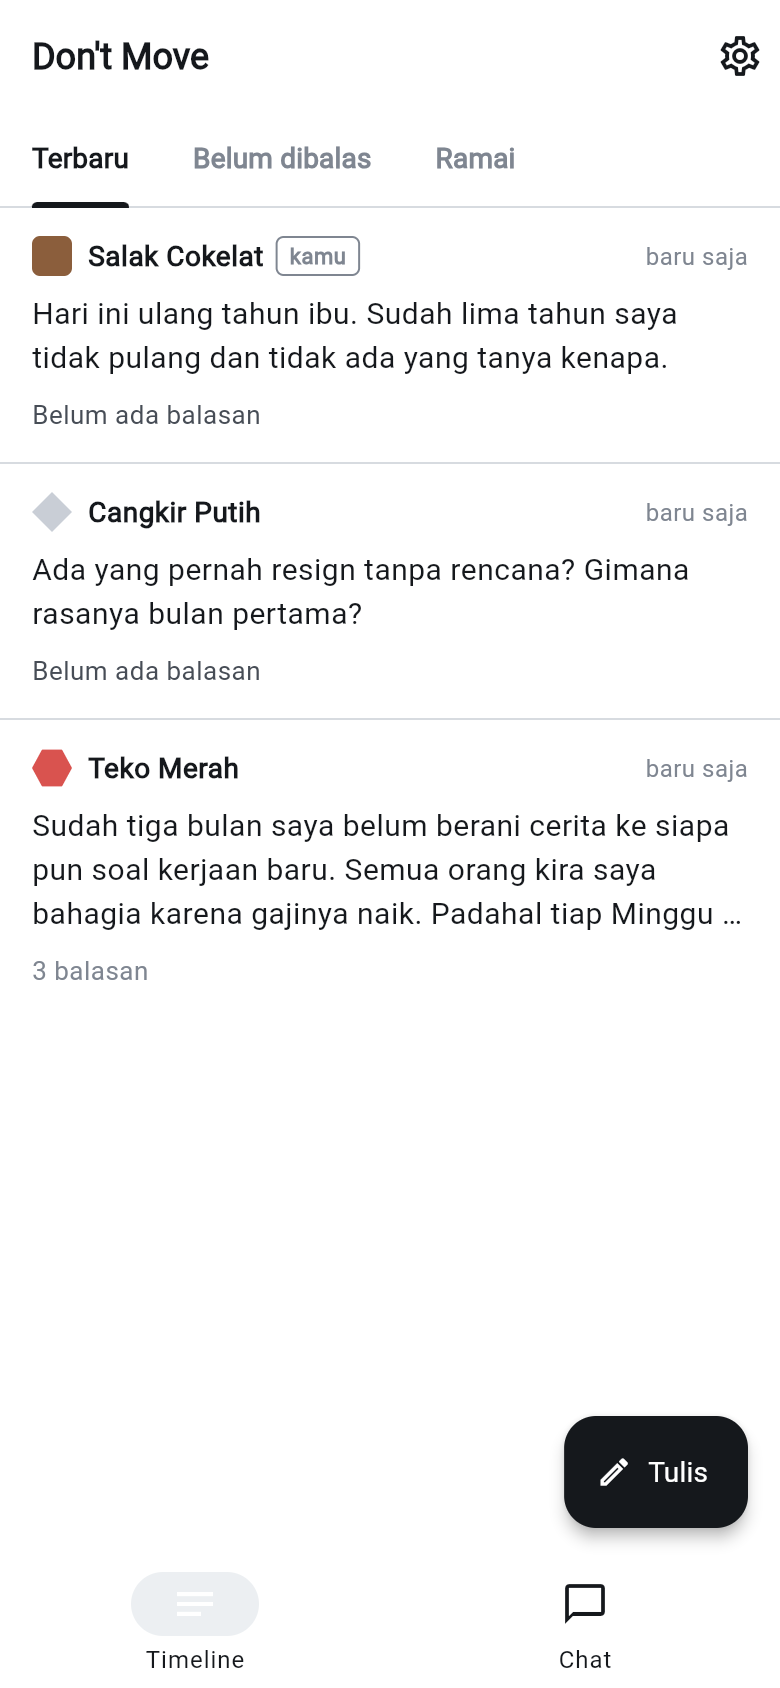 Don't Move
Terbaru
Belum dibalas
Ramai
Salak Cokelat
kamu
baru saja
Hari ini ulang tahun ibu. Sudah lima tahun saya
tidak pulang dan tidak ada yang tanya kenapa.
Belum ada balasan
Cangkir Putih
baru saja
Ada yang pernah resign tanpa rencana? Gimana
rasanya bulan pertama?
Belum ada balasan
Teko Merah
baru saja
Sudah tiga bulan saya belum berani cerita ke siapa
pun soal kerjaan baru. Semua orang kira saya
bahagia karena gajinya naik. Padahal tiap Minggu ...
3 balasan
Tulis
Timeline
Chat